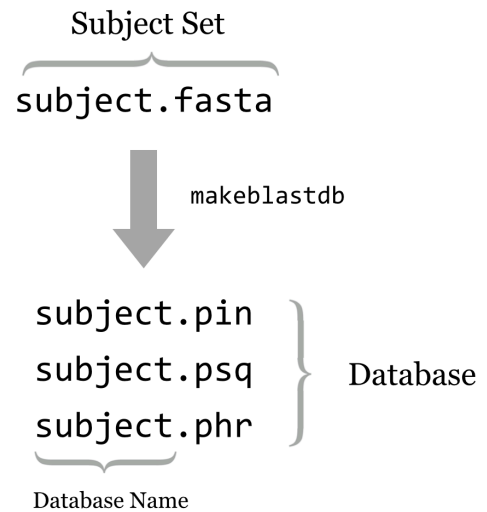 Subject Set
subject.fasta
makeblastdb
subject.pin
subject.psq
subject.phr
Database
Database Name